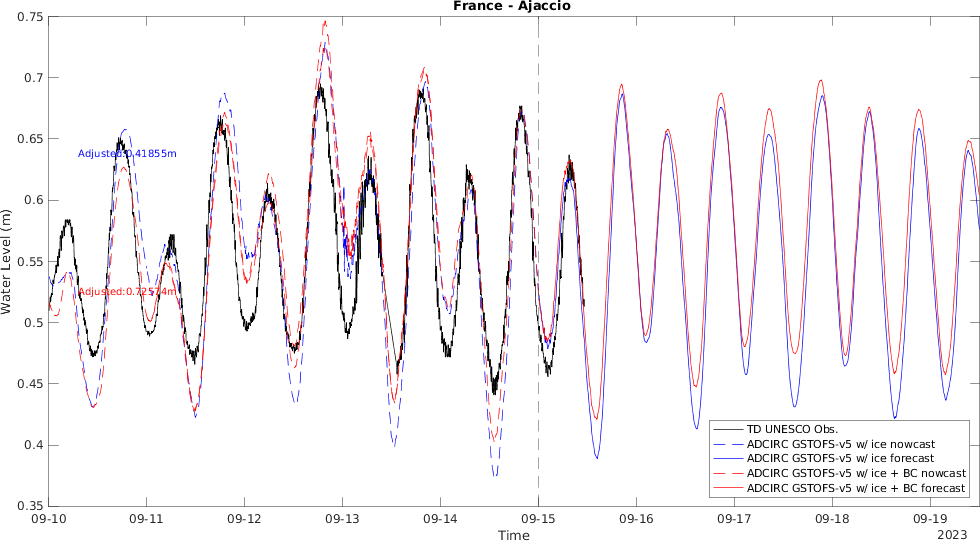 France - Ajaccio
0.75
0.7
0.65
0.6
0.55
0.5
0.45
0.4
0.35
Water Level (m)
Adjusted:0.41855m
Adjusted:0.72574m
TD UNESCO Obs.
ADCIRC GSTOFS-v5 w/ ice nowcast
ADCIRC GSTOFS-v5 w/ ice forecast
ADCIRC GSTOFS-v5 w/ ice + BC nowcast
ADCIRC GSTOFS-v5 w/ ice + BC forecast
09-10 09-11 09-12 09-13 09-14 09-15 09-16 09-17 09-18 09-19
Time
2023